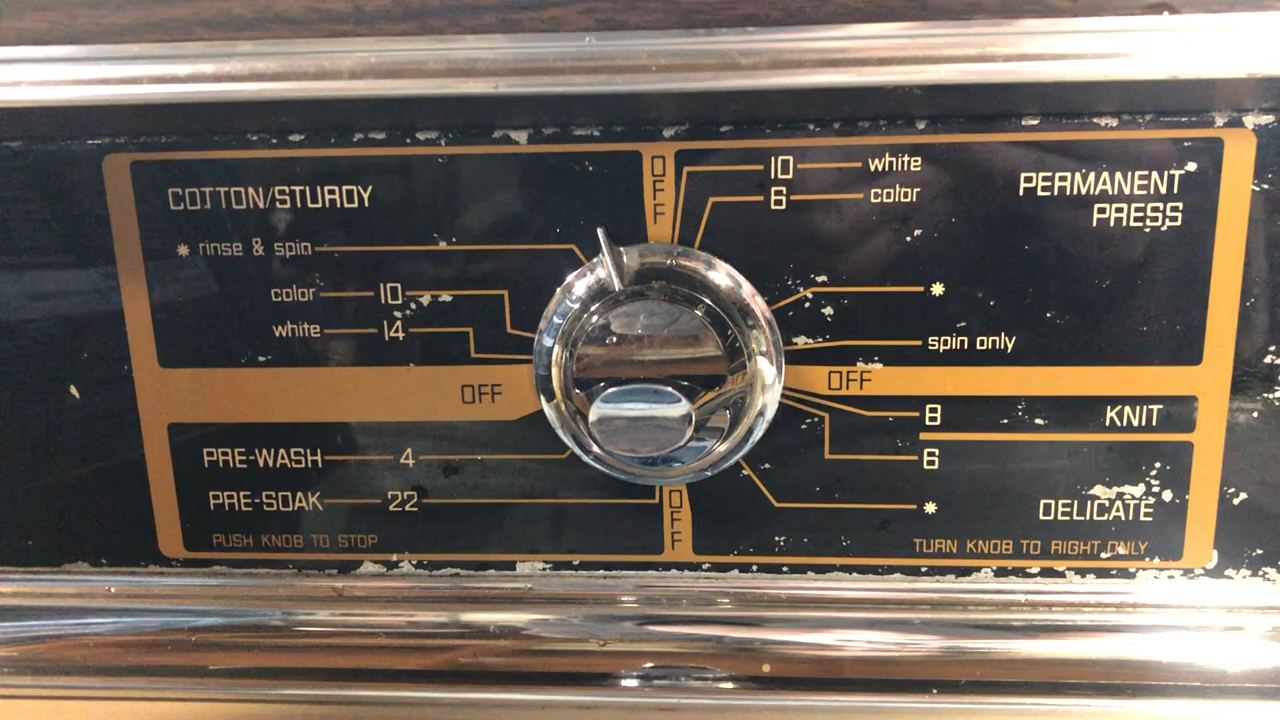 COTTON/STURDY
* rinse & spin
color 10
white 14
OFF
PRE-WASH 4
PRE-SOAK 22
PUSH KNOB TO STOP
OFF
10 white
6 color
PERMANENT
PRESS
*
spin only
OFF
8 KNIT
6
* DELICATE
TURN KNOB TO RIGHT ONLY
OFF